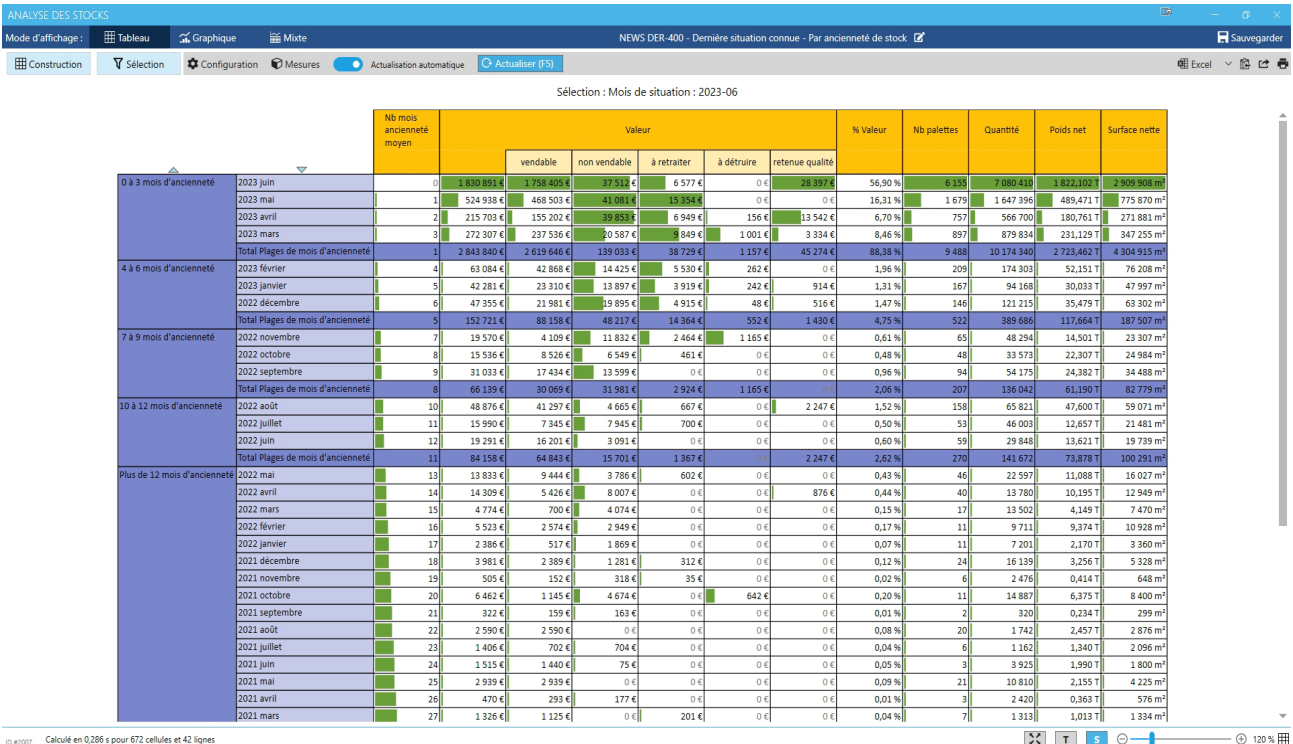 ANALYSE DES STOCKS
Mode d'affichage : Tableau Graphique Mixte NEWS DER-400 - Dernière situation connue - Par ancienneté de stock Sauvegarder
Construction Sélection Configuration Mesures Actualisation automatique Actualiser (F5) Excel
Sélection : Mois de situation : 2023-06
Nb mois ancienneté moyen Valeur % Valeur Nb palettes Quantité Poids net Surface nette
vendable non vendable à retraiter à détruire retenue qualité
0 à 3 mois d'ancienneté 2023 juin 0 1 830 891 € 1 758 405 € 37 512 € 6 577 € 0 € 28 397 € 56,90 % 6 155 7 080 410 1 822,102 T 2 909 908 m²
2023 mai 1 524 938 € 468 503 € 41 081 € 15 354 € 0 € 0 € 16,31 % 1 679 1 647 396 489,471 T 775 870 m²
2023 avril 2 215 703 € 155 202 € 39 853 € 6 949 € 156 € 13 542 € 6,70 % 757 566 700 180,761 T 271 881 m²
2023 mars 3 272 307 € 237 536 € 20 587 € 9 849 € 1 001 € 3 334 € 8,46 % 897 879 834 231,129 T 347 255 m²
Total Plages de mois d'ancienneté 1 2 843 840 € 2 619 646 € 139 033 € 38 729 € 1 157 € 45 274 € 88,38 % 9 488 10 174 340 2 723,462 T 4 304 915 m²
4 à 6 mois d'ancienneté 2023 février 4 63 084 € 42 868 € 14 425 € 5 530 € 262 € 0 € 1,96 % 209 174 303 52,151 T 76 208 m²
2023 janvier 5 42 281 € 23 310 € 13 897 € 3 919 € 242 € 914 € 1,31 % 167 94 168 30,033 T 47 997 m²
2022 décembre 6 47 355 € 21 981 € 19 895 € 4 915 € 48 € 516 € 1,47 % 146 121 215 35,479 T 63 302 m²
Total Plages de mois d'ancienneté 5 152 721 € 88 158 € 48 217 € 14 364 € 552 € 1 430 € 4,75 % 522 389 686 117,664 T 187 507 m²
7 à 9 mois d'ancienneté 2022 novembre 7 19 570 € 4 109 € 11 832 € 2 464 € 1 165 € 0 € 0,61 % 65 48 294 14,501 T 23 307 m²
2022 octobre 8 15 536 € 8 526 € 6 549 € 461 € 0 € 0 € 0,48 % 48 33 573 22,307 T 24 984 m²
2022 septembre 9 31 033 € 17 434 € 13 599 € 0 € 0 € 0 € 0,96 % 94 54 175 24,382 T 34 488 m²
Total Plages de mois d'ancienneté 8 66 139 € 30 069 € 31 981 € 2 924 € 1 165 € 0 € 2,06 % 207 136 042 61,190 T 82 779 m²
10 à 12 mois d'ancienneté 2022 août 10 48 876 € 41 297 € 4 665 € 667 € 0 € 2 247 € 1,52 % 158 65 821 47,600 T 59 071 m²
2022 juillet 11 15 990 € 7 345 € 7 945 € 700 € 0 € 0 € 0,50 % 53 46 003 12,657 T 21 481 m²
2022 juin 12 19 291 € 16 201 € 3 091 € 0 € 0 € 0 € 0,60 % 59 29 848 13,621 T 19 739 m²
Total Plages de mois d'ancienneté 11 84 158 € 64 843 € 15 701 € 1 367 € 0 € 2 247 € 2,62 % 270 141 672 73,878 T 100 291 m²
Plus de 12 mois d'ancienneté 2022 mai 13 13 833 € 9 444 € 3 786 € 602 € 0 € 0 € 0,43 % 46 22 597 11,088 T 16 027 m²
2022 avril 14 14 309 € 5 426 € 8 007 € 0 € 0 € 876 € 0,44 % 40 13 780 10,195 T 12 949 m²
2022 mars 15 4 774 € 700 € 4 074 € 0 € 0 € 0 € 0,15 % 17 13 502 4,149 T 7 470 m²
2022 février 16 5 523 € 2 574 € 2 949 € 0 € 0 € 0 € 0,17 % 11 9 711 9,374 T 10 928 m²
2022 janvier 17 2 386 € 517 € 1 869 € 0 € 0 € 0 € 0,07 % 11 7 201 2,170 T 3 360 m²
2021 décembre 18 3 981 € 2 389 € 1 281 € 312 € 0 € 0 € 0,12 % 24 16 139 3,256 T 5 328 m²
2021 novembre 19 505 € 152 € 318 € 35 € 0 € 0 € 0,02 % 6 2 476 0,414 T 648 m²
2021 octobre 20 6 462 € 1 145 € 4 674 € 0 € 642 € 0 € 0,20 % 11 14 887 6,375 T 8 400 m²
2021 septembre 21 322 € 159 € 163 € 0 € 0 € 0 € 0,01 % 2 320 0,234 T 299 m²
2021 août 22 2 590 € 2 590 € 0 € 0 € 0 € 0 € 0,08 % 20 1 742 2,457 T 2 876 m²
2021 juillet 23 1 406 € 702 € 704 € 0 € 0 € 0 € 0,04 % 6 1 162 1,340 T 2 096 m²
2021 juin 24 1 515 € 1 440 € 75 € 0 € 0 € 0 € 0,05 % 3 3 925 1,990 T 1 800 m²
2021 mai 25 2 939 € 2 939 € 0 € 0 € 0 € 0 € 0,09 % 21 10 810 2,155 T 4 225 m²
2021 avril 26 470 € 293 € 177 € 0 € 0 € 0 € 0,01 % 3 2 420 0,363 T 576 m²
2021 mars 27 1 326 € 1 125 € 0 € 201 € 0 € 0 € 0,04 % 7 1 313 1,013 T 1 334 m²
ID #2007 Calculé en 0,286 s pour 672 cellules et 42 lignes T S 120 %